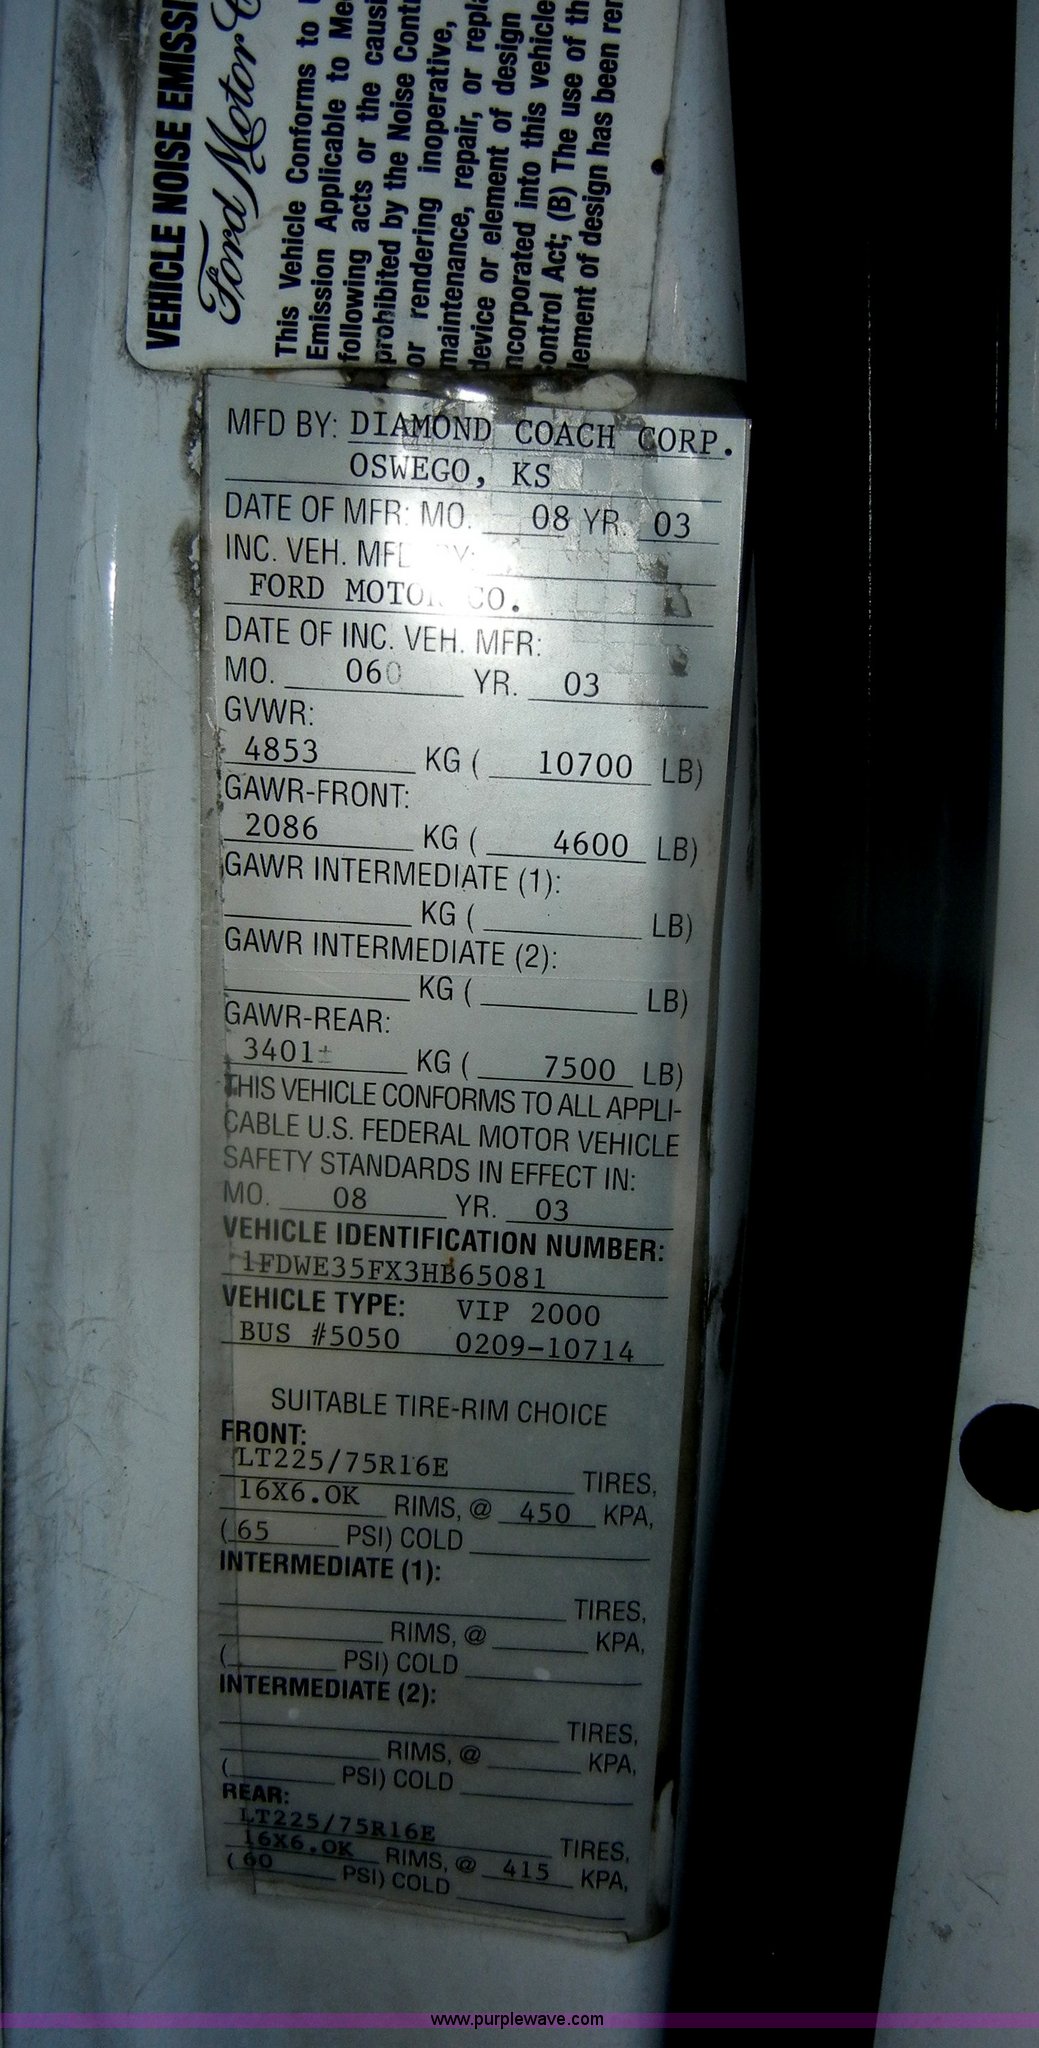 VEHICLE NOISE EMISSI
Ford Motor C
This Vehicle Conforms to
Emission Applicable to Me
following acts or the causi
prohibited by the Noise Contr
or rendering inoperative,
maintenance, repair, or repla
device or element of design
incorporated into this vehicle
ontrol Act; (B) The use of th
lement of design has been rem
MFD BY: DIAMOND COACH CORP.
OSWEGO, KS
DATE OF MFR: MO. 08 YR. 03
INC. VEH. MFD BY:
FORD MOTOR CO.
DATE OF INC. VEH. MFR:
MO. 060 YR. 03
GVWR:
4853 KG ( 10700 LB)
GAWR-FRONT:
2086 KG ( 4600 LB)
GAWR INTERMEDIATE (1):
KG ( LB)
GAWR INTERMEDIATE (2):
KG ( LB)
GAWR-REAR:
3401± KG ( 7500 LB)
THIS VEHICLE CONFORMS TO ALL APPLI-
CABLE U.S. FEDERAL MOTOR VEHICLE
SAFETY STANDARDS IN EFFECT IN:
MO. 08 YR. 03
VEHICLE IDENTIFICATION NUMBER:
1FDWE35FX3HB65081
VEHICLE TYPE: VIP 2000
BUS #5050 0209-10714
SUITABLE TIRE-RIM CHOICE
FRONT:
LT225/75R16E TIRES,
16X6.0K RIMS, @ 450 KPA,
(65 PSI) COLD
INTERMEDIATE (1):
TIRES,
RIMS, @ KPA,
( PSI) COLD
INTERMEDIATE (2):
TIRES,
RIMS, @ KPA,
( PSI) COLD
REAR:
LT225/75R16E TIRES,
16X6.0K RIMS, @ 415 KPA,
(60 PSI) COLD
www.purplewave.com